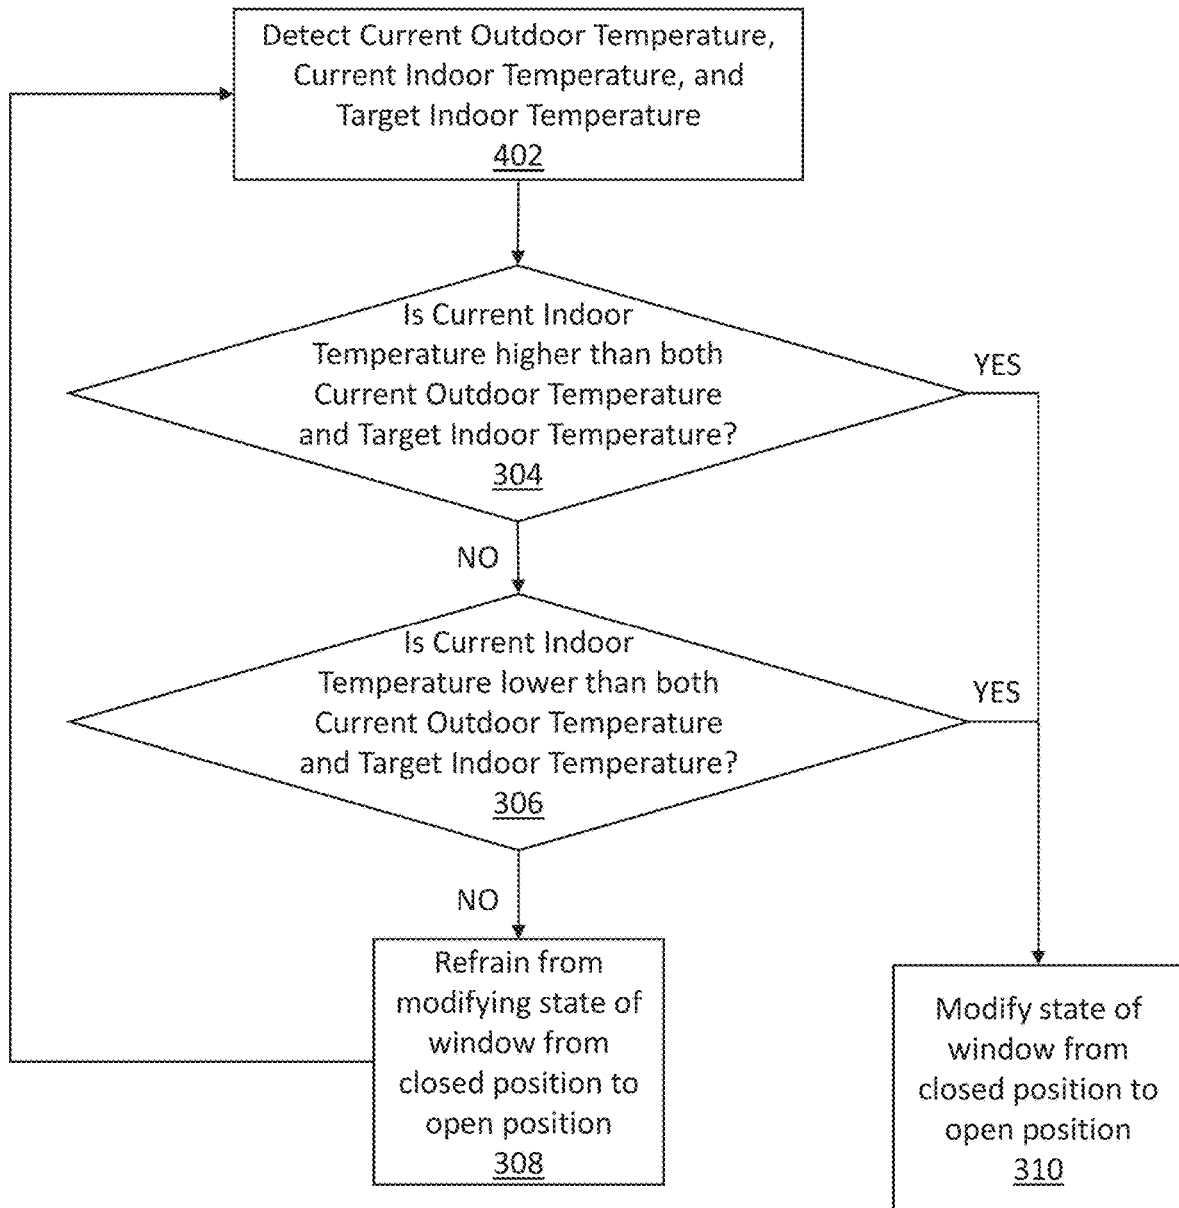 Detect Current Outdoor Temperature,
Current Indoor Temperature, and
Target Indoor Temperature
402
Is Current Indoor
Temperature higher than both
Current Outdoor Temperature
and Target Indoor Temperature?
304
YES
NO
Is Current Indoor
Temperature lower than both
Current Outdoor Temperature
and Target Indoor Temperature?
306
YES
NO
Refrain from
modifying state of
window from
closed position to
open position
308
Modify state of
window from
closed position to
open position
310